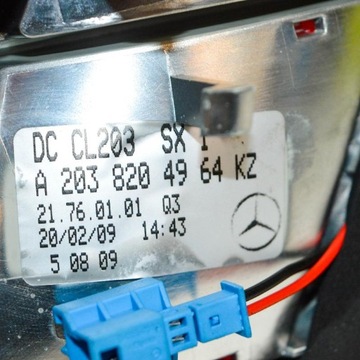 DC CL203 SX I
A 203 820 49 64 KZ
21.76.01.01 Q3
20/02/09 14:43
5 08 09